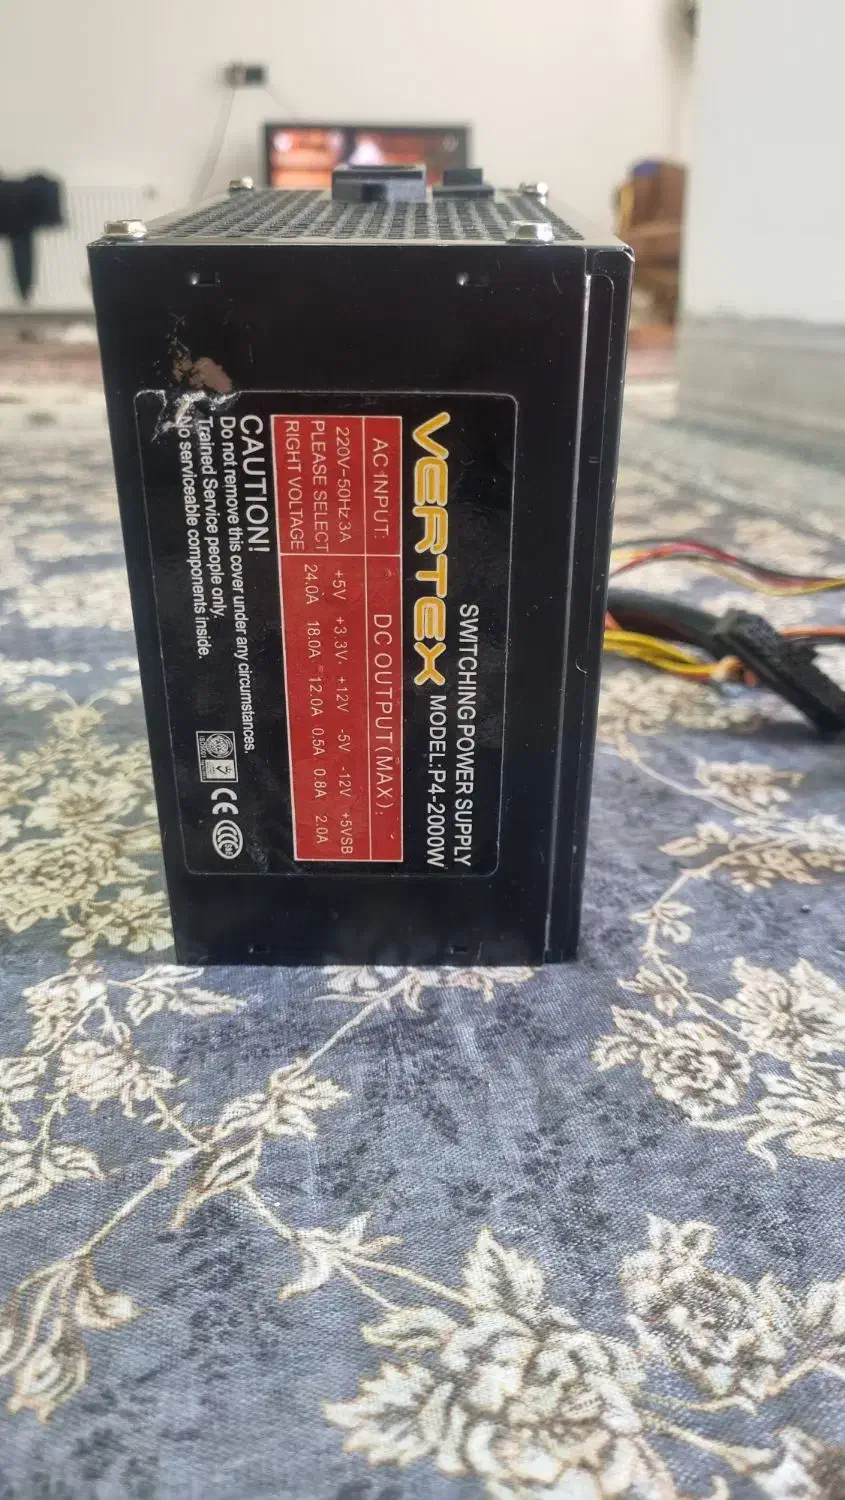 SWITCHING POWER SUPPLY
VERTEX MODEL:P4-2000W
AC INPUT: DC OUTPUT(MAX):
220V-50Hz3A +5V +3.3V +12V -5V -12V +5VSB
PLEASE SELECT 24.0A 18.0A 12.0A 0.5A 0.8A 2.0A
RIGHT VOLTAGE
CAUTION!
Do not remove this cover under any circumstances.
Trained Service people only.
No serviceable components inside.
CE